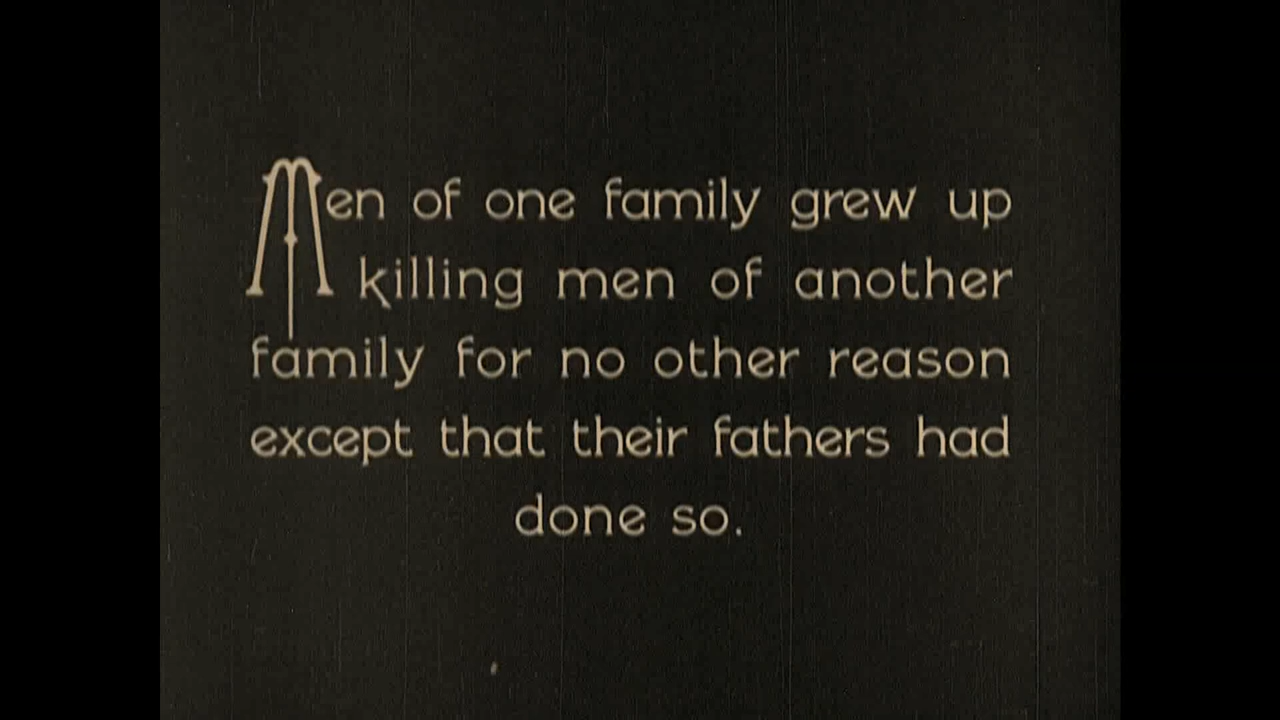 Men of one family grew up
killing men of another
family for no other reason
except that their fathers had
done so.